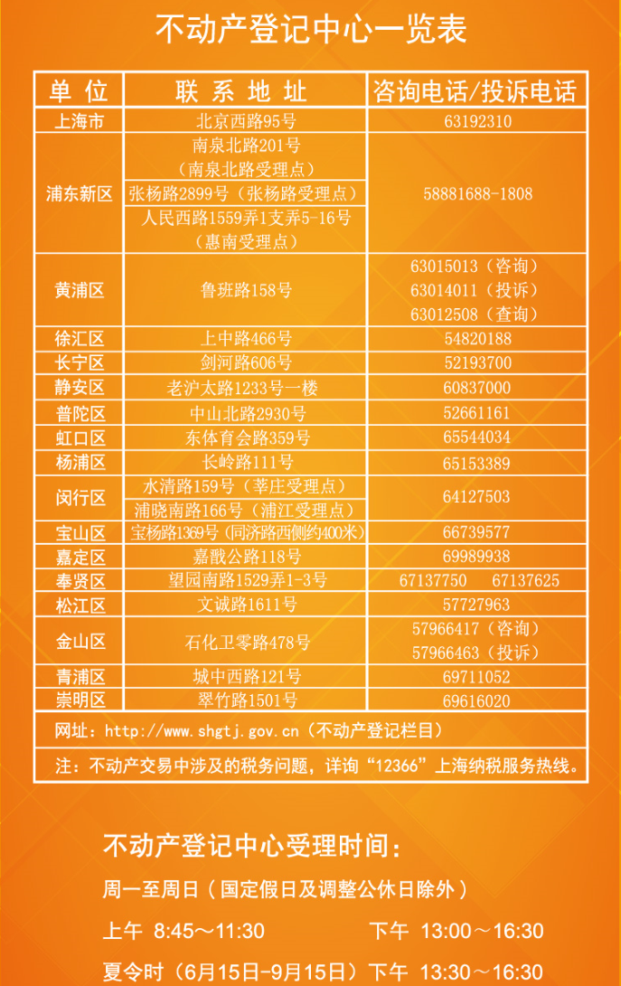 不动产登记中心一览表
单 位 联 系 地 址 咨询电话/投诉电话
上海市 北京西路95号 63192310
浦东新区 南泉北路201号
（南泉北路受理点）
张杨路2899号（张杨路受理点） 58881688-1808
人民西路1559弄1支弄5-16号
（惠南受理点）
黄浦区 鲁班路158号 63015013（咨询）
63014011（投诉）
63012508（查询）
徐汇区 上中路466号 54820188
长宁区 剑河路606号 52193700
静安区 老沪太路1233号一楼 60837000
普陀区 中山北路2930号 52661161
虹口区 东体育会路359号 65544034
杨浦区 长岭路111号 65153389
闵行区 水清路159号（莘庄受理点） 64127503
浦晓南路166号（浦江受理点）
宝山区 宝杨路1369号（同济路西侧约400米） 66739577
嘉定区 嘉戬公路118号 69989938
奉贤区 望园南路1529弄1-3号 67137750 67137625
松江区 文诚路1611号 57727963
金山区 石化卫零路478号 57966417（咨询）
57966463（投诉）
青浦区 城中西路121号 69711052
崇明区 翠竹路1501号 69616020
网址：http://www.shgtj.gov.cn（不动产登记栏目）
注：不动产交易中涉及的税务问题，详询“12366”上海纳税服务热线。
不动产登记中心受理时间：
周一至周日（国定假日及调整公休日除外）
上午 8:45～11:30 下午 13:00～16:30
夏令时（6月15日-9月15日）下午 13:30～16:30